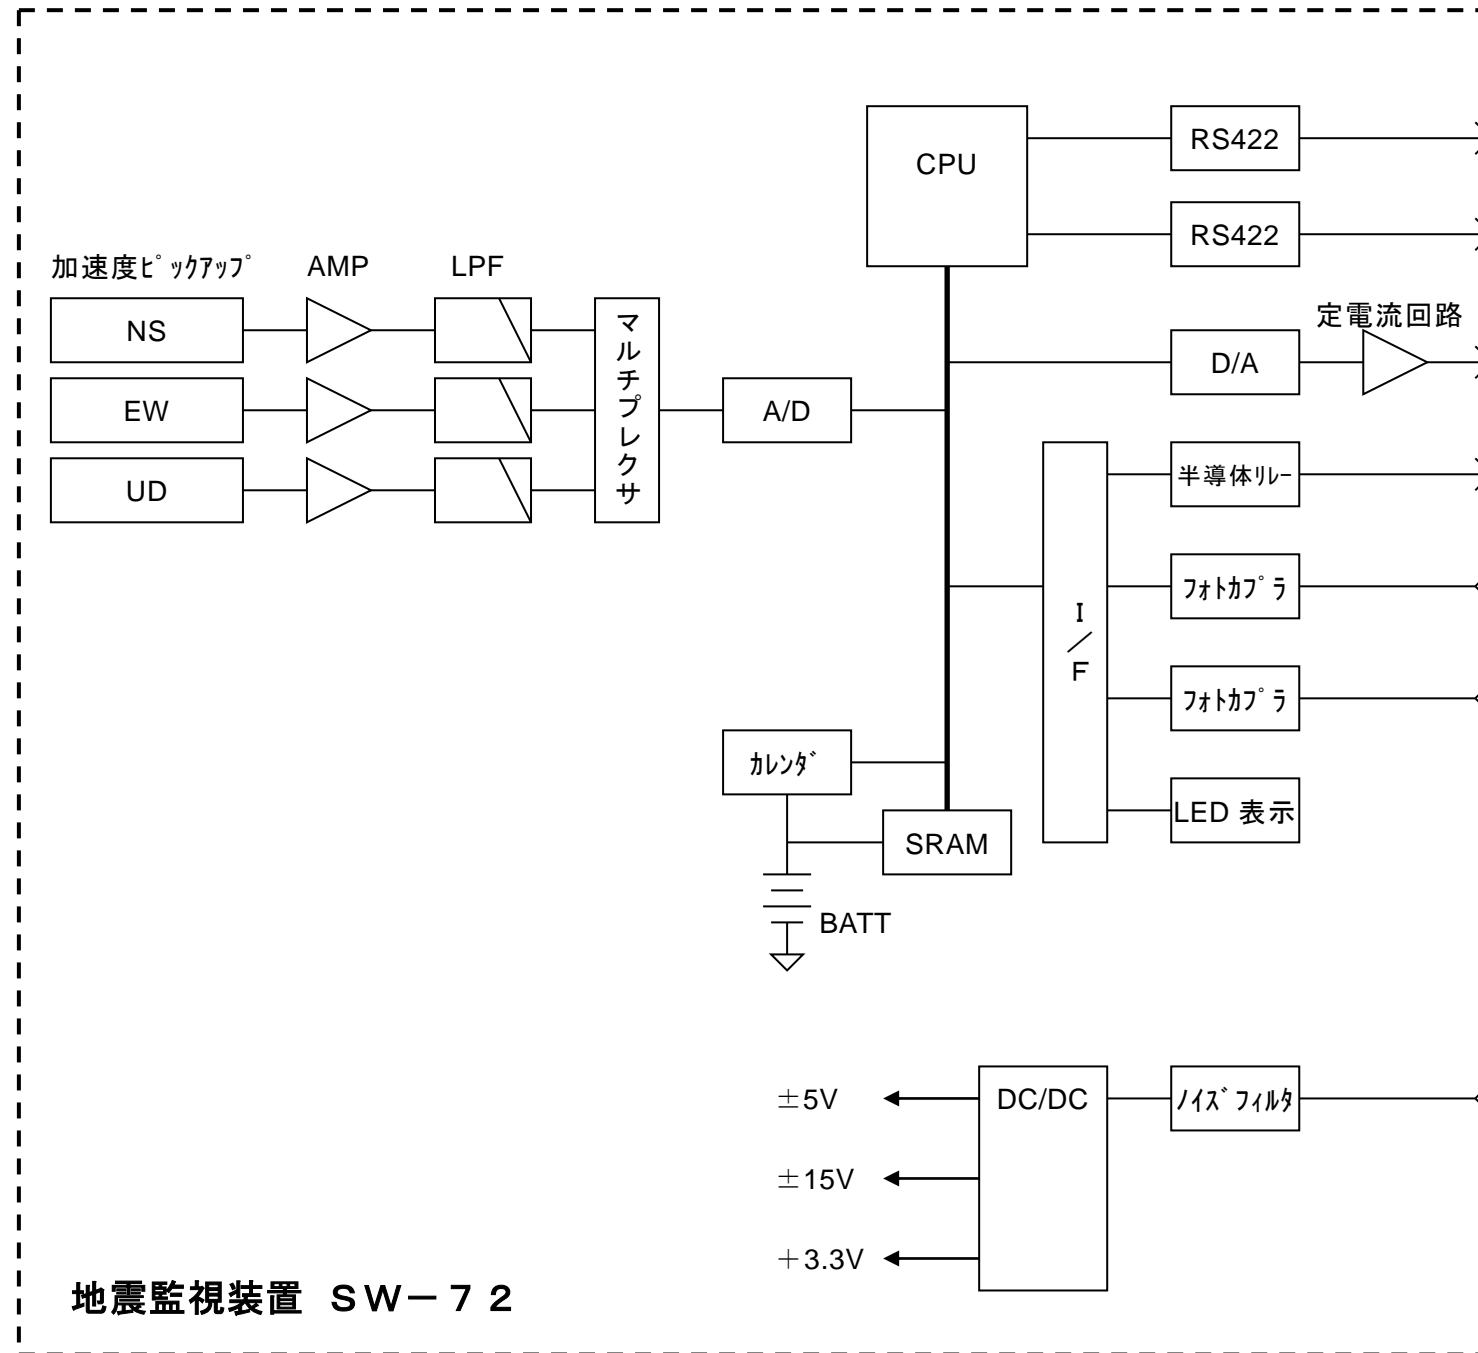 CPU
RS422
RS422
加速度ﾋﾟｯｸｱｯﾌﾟ
AMP
LPF
NS
EW
UD
マルチプレクサ
A/D
定電流回路
D/A
半導体ﾘﾚｰ
ﾌｫﾄｶﾌﾟﾗ
I／F
ﾌｫﾄｶﾌﾟﾗ
ｶﾚﾝﾀﾞ
LED 表示
SRAM
BATT
±5V
DC/DC
ﾉｲｽﾞﾌｨﾙﾀ
±15V
＋3.3V
地震監視装置 ＳＷ－７２